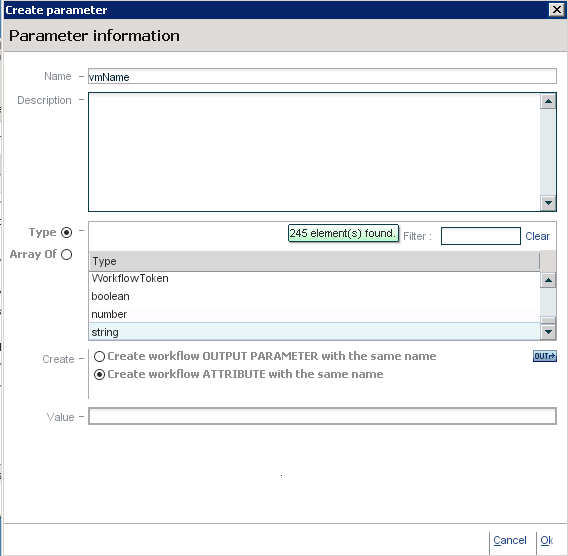 Create parameter
Parameter information
Name
vmName
Description
Type
245 element(s) found.
Filter :
Clear
Array Of
Type
WorkflowToken
boolean
number
string
Create
Create workflow OUTPUT PARAMETER with the same name
OUT
Create workflow ATTRIBUTE with the same name
Value
Cancel
Ok